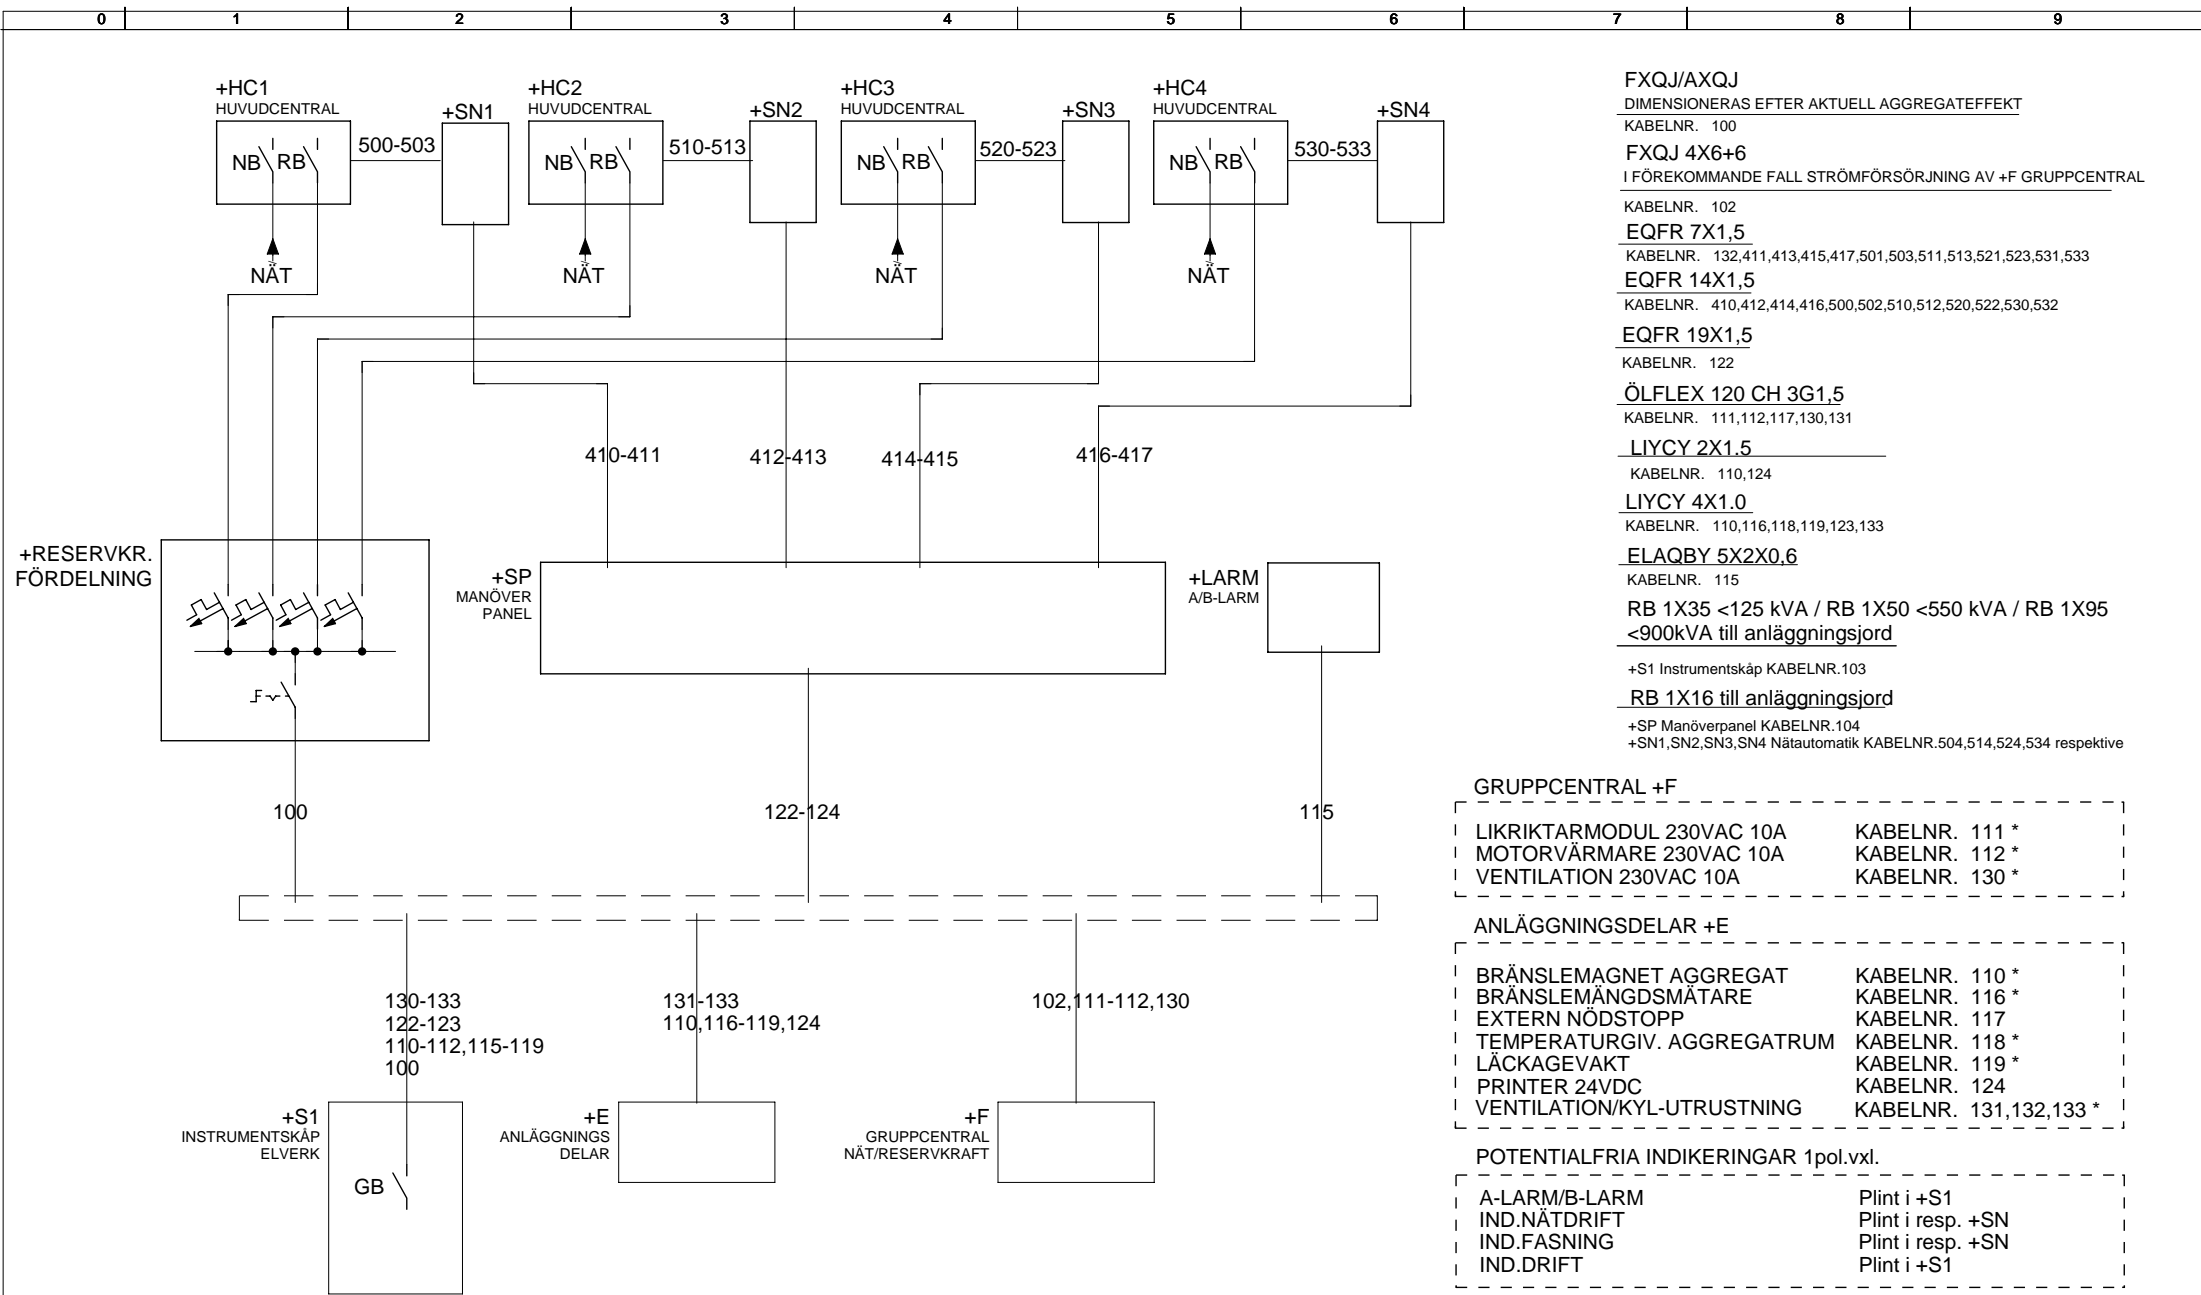 0 1 2 3 4 5 6 7 8 9
+HC1
HUVUDCENTRAL
+SN1
NB RB
500-503
NÄT
+HC2
HUVUDCENTRAL
+SN2
NB RB
510-513
NÄT
+HC3
HUVUDCENTRAL
+SN3
NB RB
520-523
NÄT
+HC4
HUVUDCENTRAL
+SN4
NB RB
530-533
NÄT
410-411
412-413
414-415
416-417
+RESERVKR.
FÖRDELNING
+SP
MANÖVER
PANEL
+LARM
A/B-LARM
100
122-124
115
130-133
122-123
110-112,115-119
100
131-133
110,116-119,124
102,111-112,130
+S1
INSTRUMENTSKÅP
ELVERK
GB
+E
ANLÄGGNINGS
DELAR
+F
GRUPPCENTRAL
NÄT/RESERVKRAFT
FXQJ/AXQJ
DIMENSIONERAS EFTER AKTUELL AGGREGATEFFEKT
KABELNR. 100
FXQJ 4X6+6
I FÖREKOMMANDE FALL STRÖMFÖRSÖRJNING AV +F GRUPPCENTRAL
KABELNR. 102
EQFR 7X1,5
KABELNR. 132,411,413,415,417,501,503,511,513,521,523,531,533
EQFR 14X1,5
KABELNR. 410,412,414,416,500,502,510,512,520,522,530,532
EQFR 19X1,5
KABELNR. 122
ÖLFLEX 120 CH 3G1,5
KABELNR. 111,112,117,130,131
LIYCY 2X1.5
KABELNR. 110,124
LIYCY 4X1.0
KABELNR. 110,116,118,119,123,133
ELAQBY 5X2X0,6
KABELNR. 115
RB 1X35 <125 kVA / RB 1X50 <550 kVA / RB 1X95
<900kVA till anläggningsjord
+S1 Instrumentskåp KABELNR.103
RB 1X16 till anläggningsjord
+SP Manöverpanel KABELNR.104
+SN1,SN2,SN3,SN4 Nätautomatik KABELNR.504,514,524,534 respektive
GRUPPCENTRAL +F
LIKRIKTARMODUL 230VAC 10A KABELNR. 111 *
MOTORVÄRMARE 230VAC 10A KABELNR. 112 *
VENTILATION 230VAC 10A KABELNR. 130 *
ANLÄGGNINGSDELAR +E
BRÄNSLEMAGNET AGGREGAT KABELNR. 110 *
BRÄNSLEMÄNGDSMÄTARE KABELNR. 116 *
EXTERN NÖDSTOPP KABELNR. 117
TEMPERATURGIV. AGGREGATRUM KABELNR. 118 *
LÄCKAGEVAKT KABELNR. 119 *
PRINTER 24VDC KABELNR. 124
VENTILATION/KYL-UTRUSTNING KABELNR. 131,132,133 *
POTENTIALFRIA INDIKERINGAR 1pol.vxl.
A-LARM/B-LARM Plint i +S1
IND.NÄTDRIFT Plint i resp. +SN
IND.FASNING Plint i resp. +SN
IND.DRIFT Plint i +S1